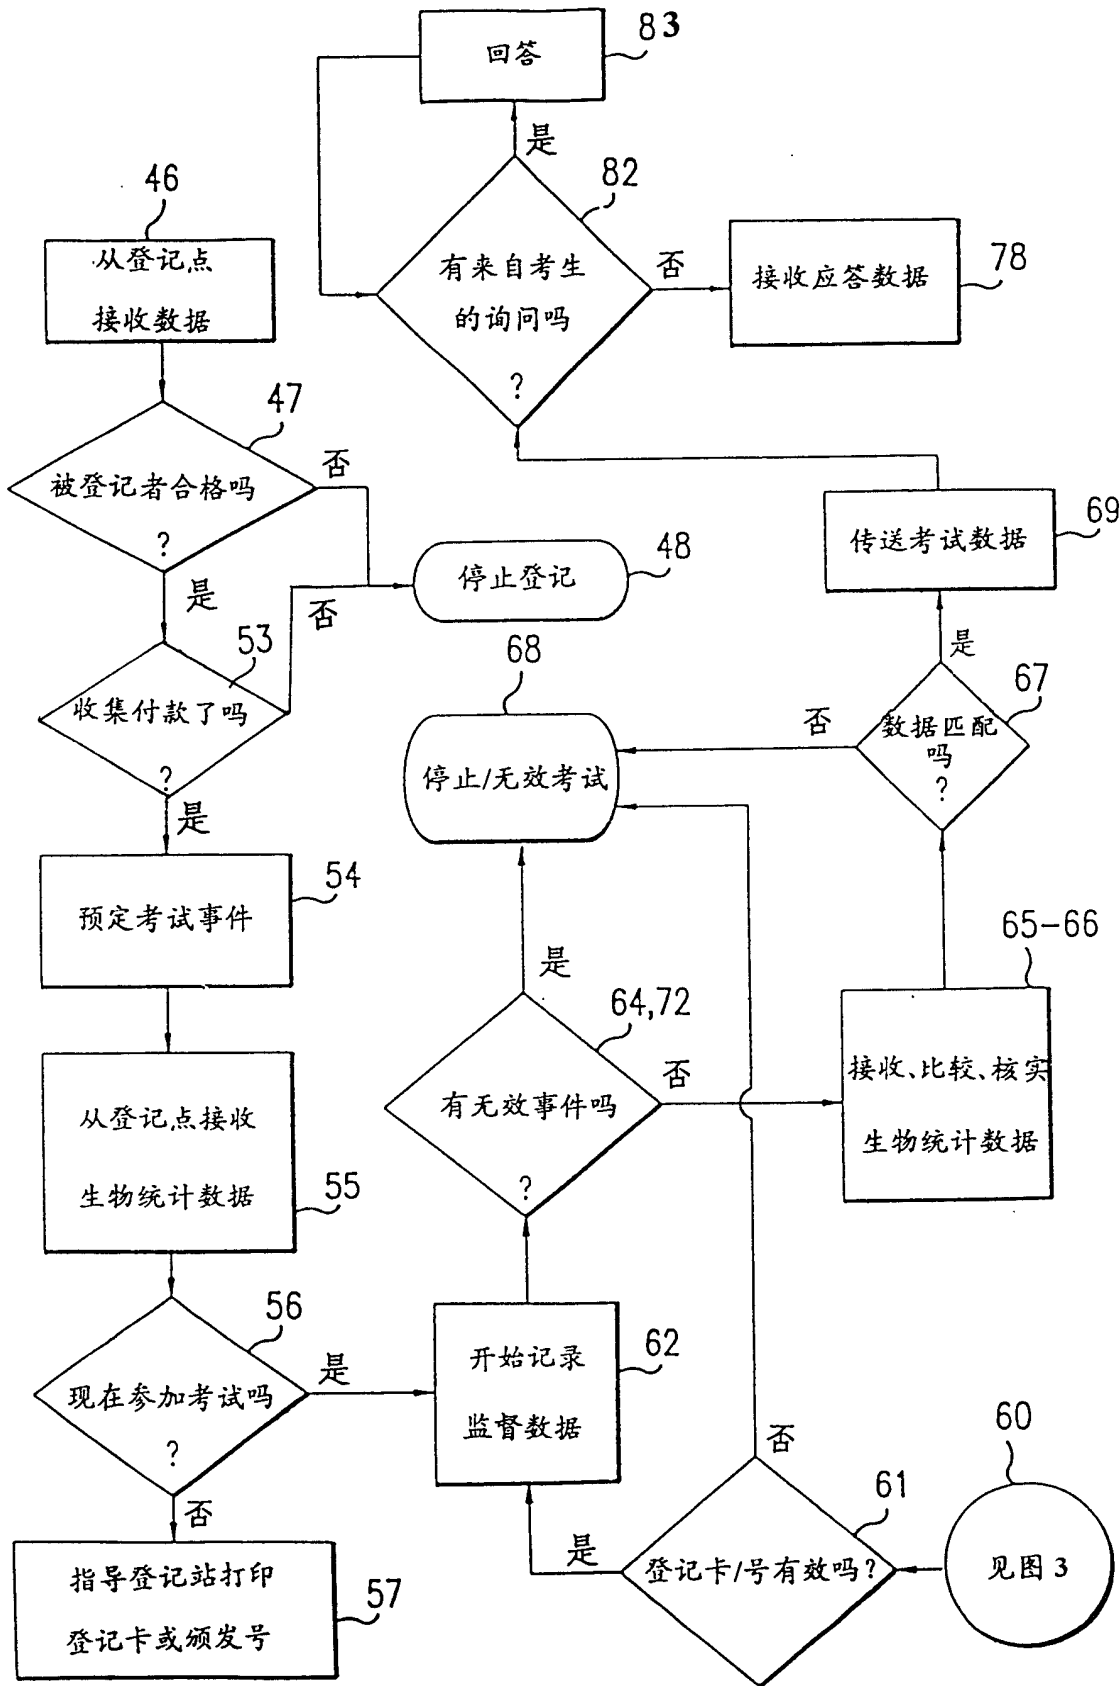 83
回答
是
46
82
从登记点
接收数据
有来自考生
的询问吗
?
否
接收应答数据
78
47
被登记者合格吗
?
否
是
停止登记
48
传送考试数据
69
53
否
收集付款了吗
?
是
68
停止/无效考试
是
67
否
数据匹配
吗
?
54
预定考试事件
65-66
是
64,72
有无效事件吗
?
否
接收、比较、核实
生物统计数据
从登记点接收
生物统计数据
55
56
现在参加考试吗
?
是
开始记录
监督数据
62
否
指导登记站打印
登记卡或颁发号
57
否
61
是
登记卡/号有效吗?
60
见图 3